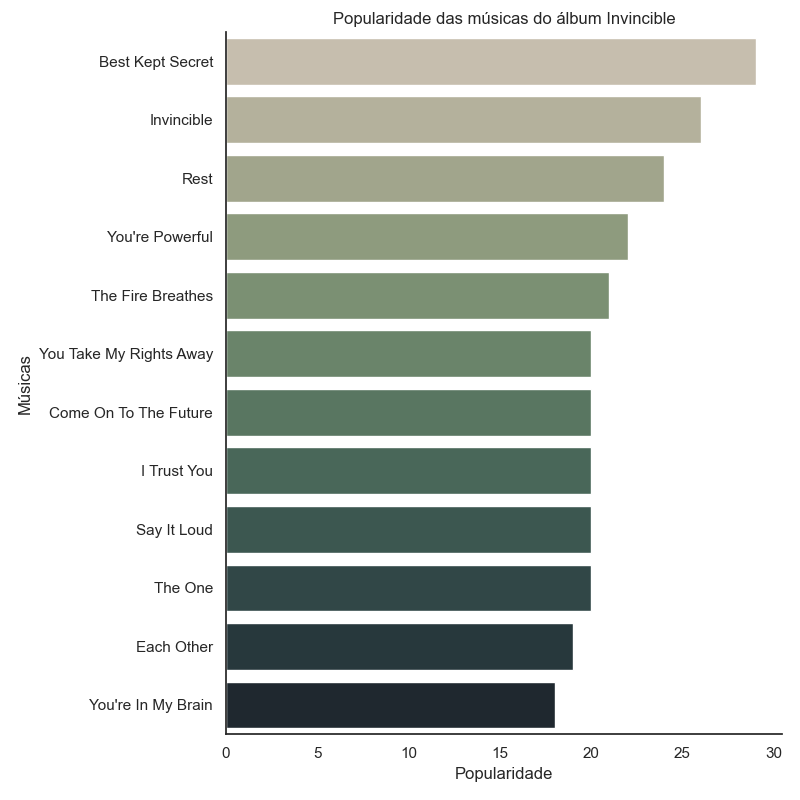 Popularidade das músicas do álbum Invincible
Best Kept Secret
Invincible
Rest
You're Powerful
The Fire Breathes
You Take My Rights Away
Come On To The Future
I Trust You
Say It Loud
The One
Each Other
You're In My Brain
Músicas
0 5 10 15 20 25 30
Popularidade